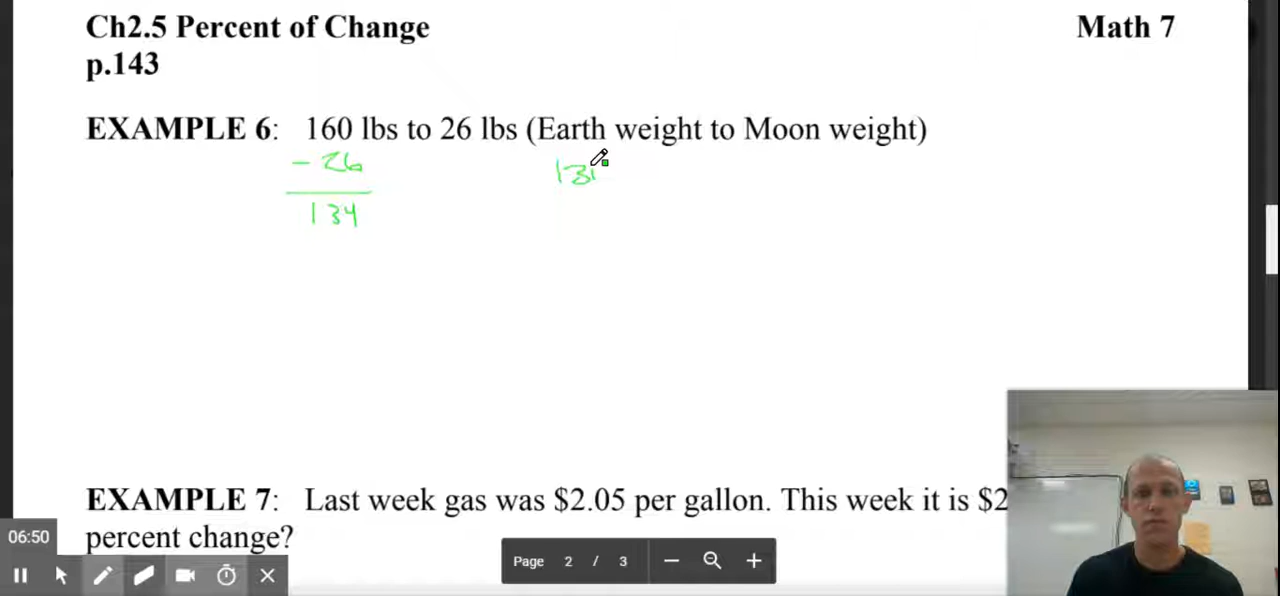 Ch2.5 Percent of Change Math 7
p.143
EXAMPLE 6: 160 lbs to 26 lbs (Earth weight to Moon weight)
- 26
134
13
EXAMPLE 7: Last week gas was $2.05 per gallon. This week it is $2
percent change?
06:50
Page 2 / 3